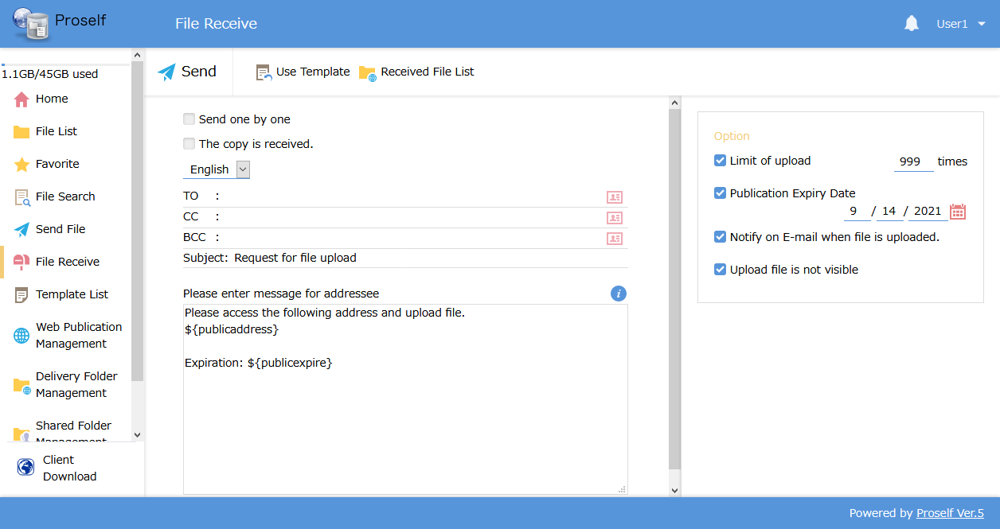 Proself
File Receive
User1
1.1GB/45GB used
Home
File List
Favorite
File Search
Send File
File Receive
Template List
Web Publication
Management
Delivery Folder
Management
Shared Folder
Management
Client
Download
Send
Use Template
Received File List
Send one by one
The copy is received.
English
TO :
CC :
BCC :
Subject: Request for file upload
Please enter message for addressee
Please access the following address and upload file.
${publicaddress}
Expiration: ${publicexpire}
Option
Limit of upload 999 times
Publication Expiry Date
9 / 14 / 2021
Notify on E-mail when file is uploaded.
Upload file is not visible
Powered by Proself Ver.5